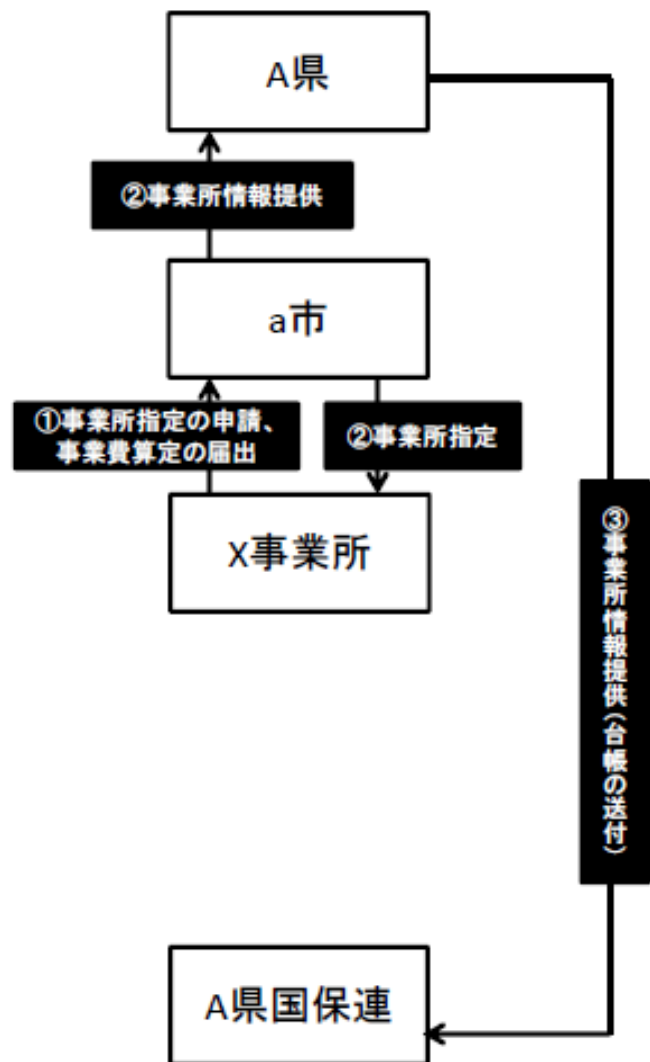 A県
②事業所情報提供
a市
①事業所指定の申請、
事業費算定の届出
②事業所指定
X事業所
③事業所情報提供(台帳の送付)
A県国保連